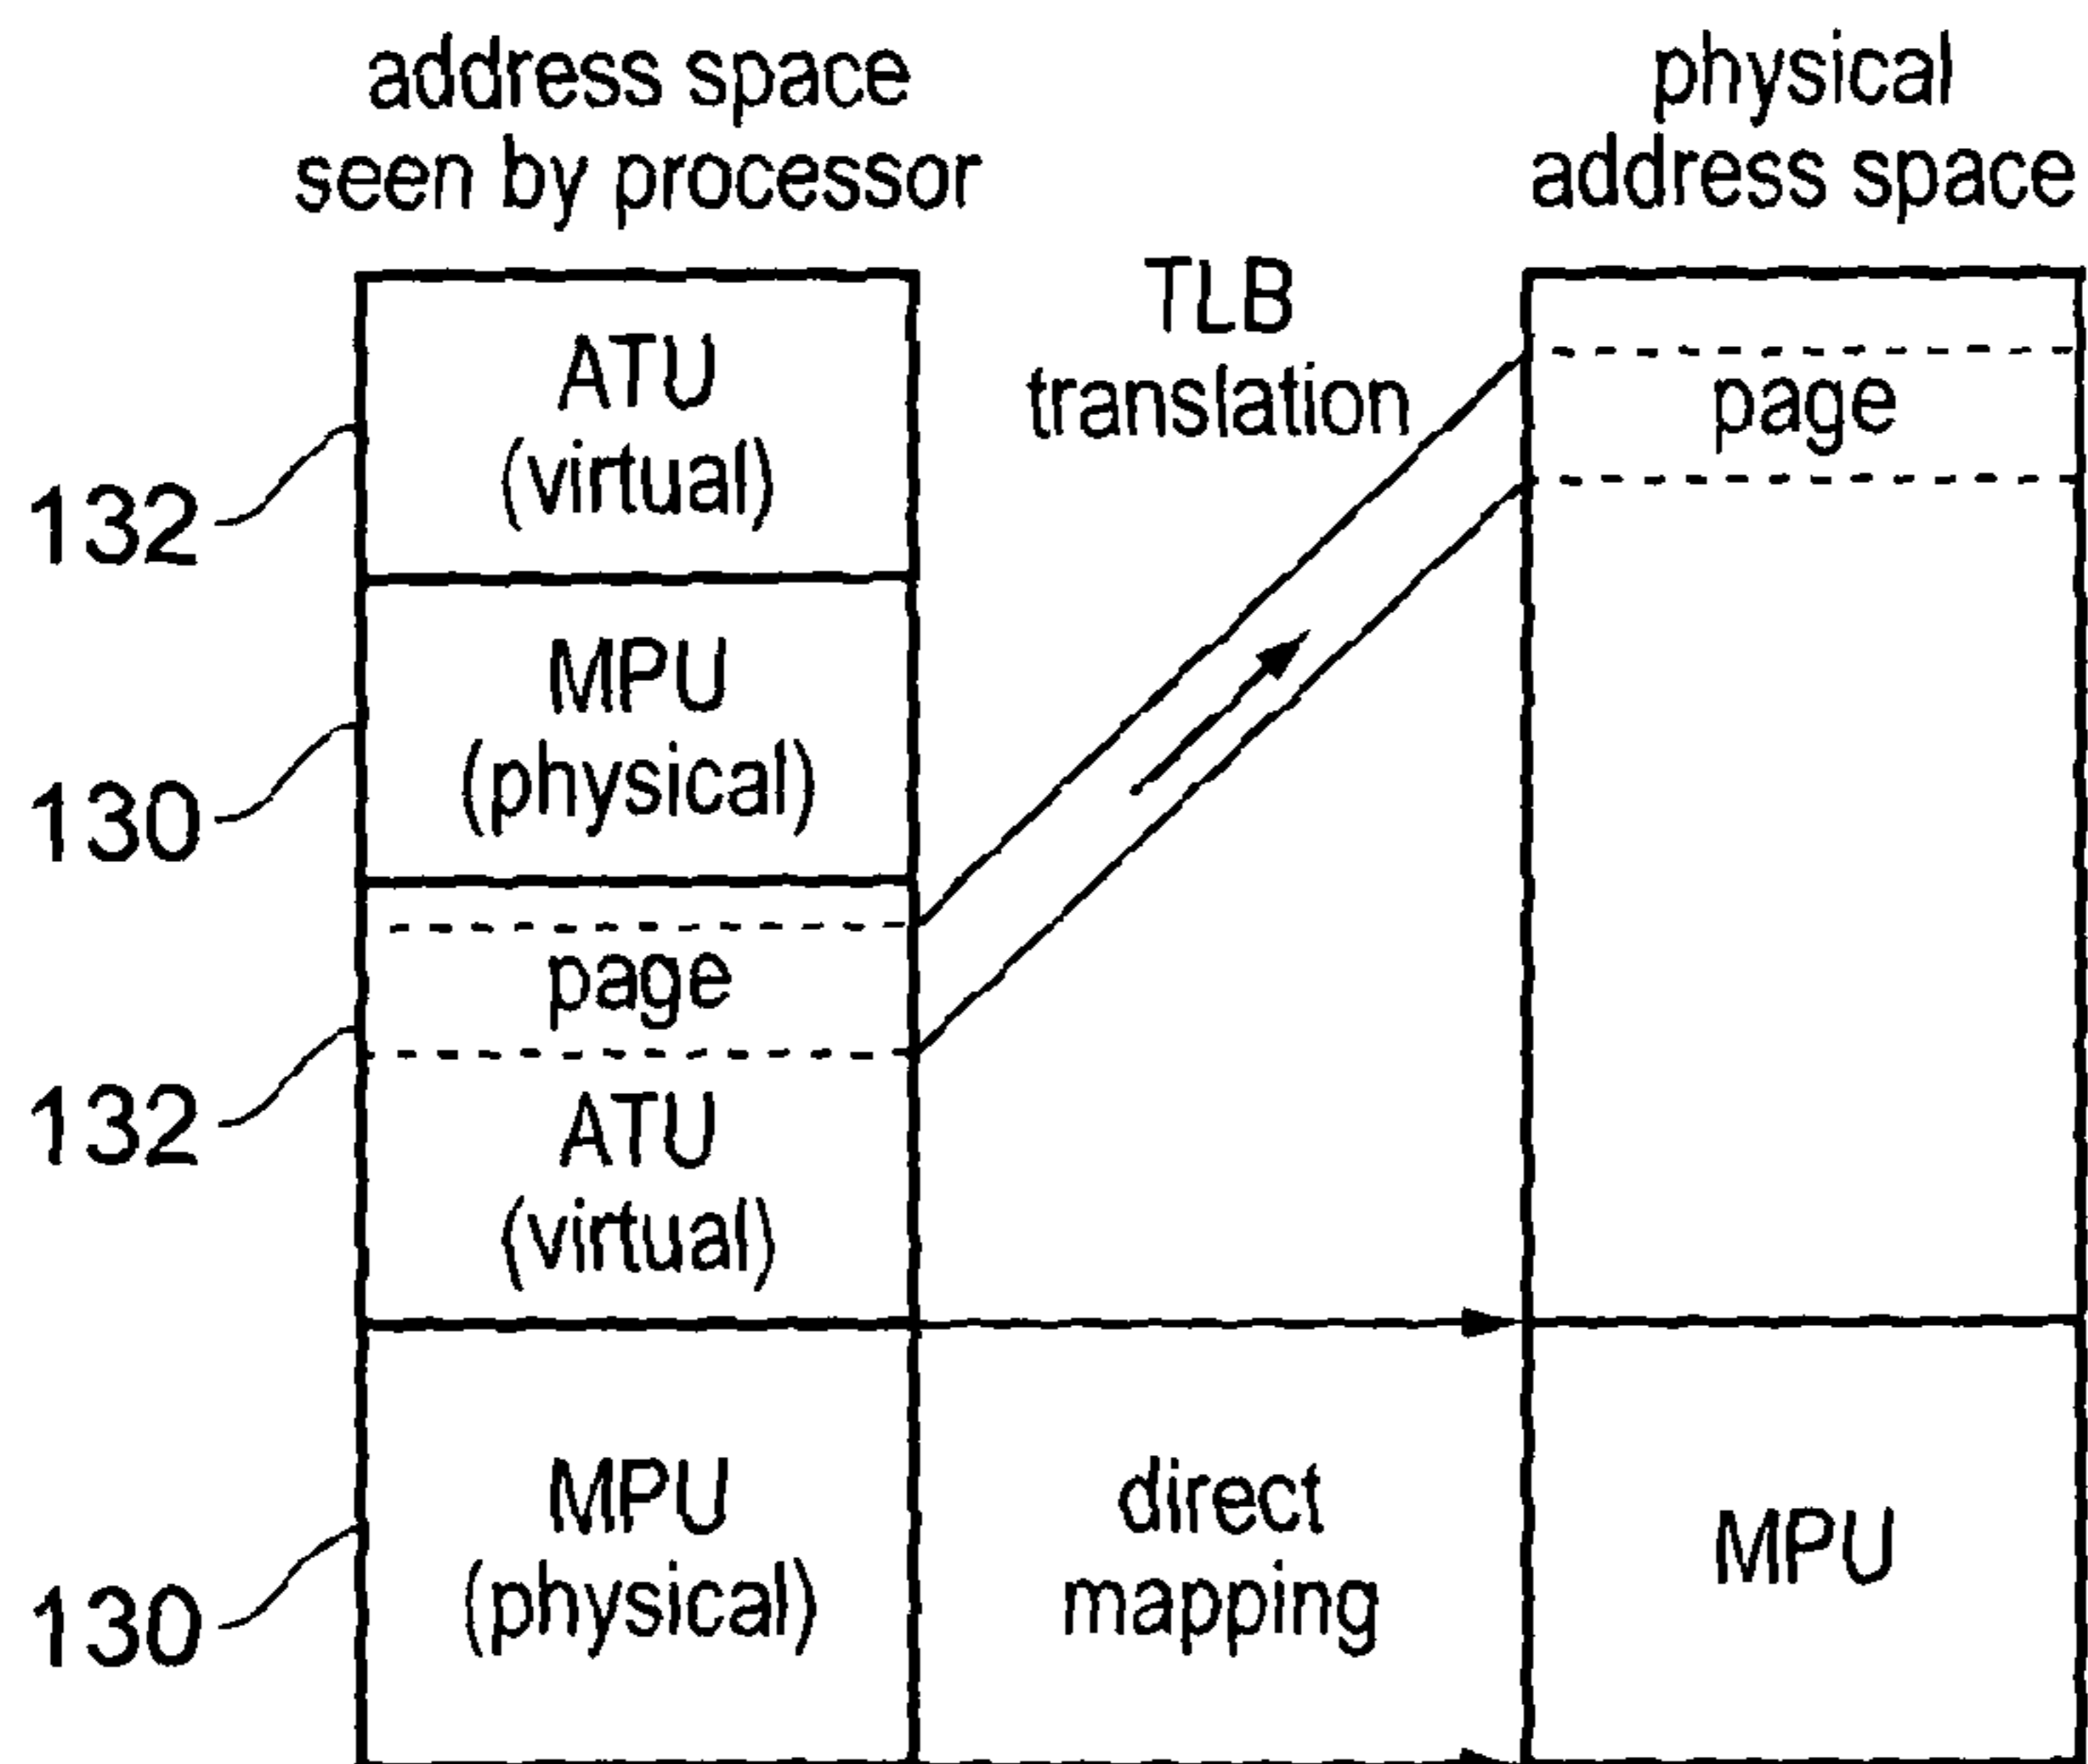 address space
seen by processor
physical
address space
TLB
translation
ATU
(virtual)
page
132
MPU
(physical)
130
page
132
ATU
(virtual)
MPU
(physical)
direct
mapping
MPU
130